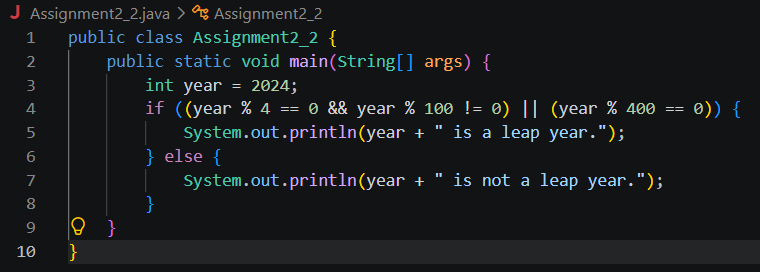 J Assignment2_2.java > Assignment2_2
1 public class Assignment2_2 {
2     public static void main(String[] args) {
3         int year = 2024;
4         if ((year % 4 == 0 && year % 100 != 0) || (year % 400 == 0)) {
5             System.out.println(year + " is a leap year.");
6         } else {
7             System.out.println(year + " is not a leap year.");
8         }
9     }
10 }